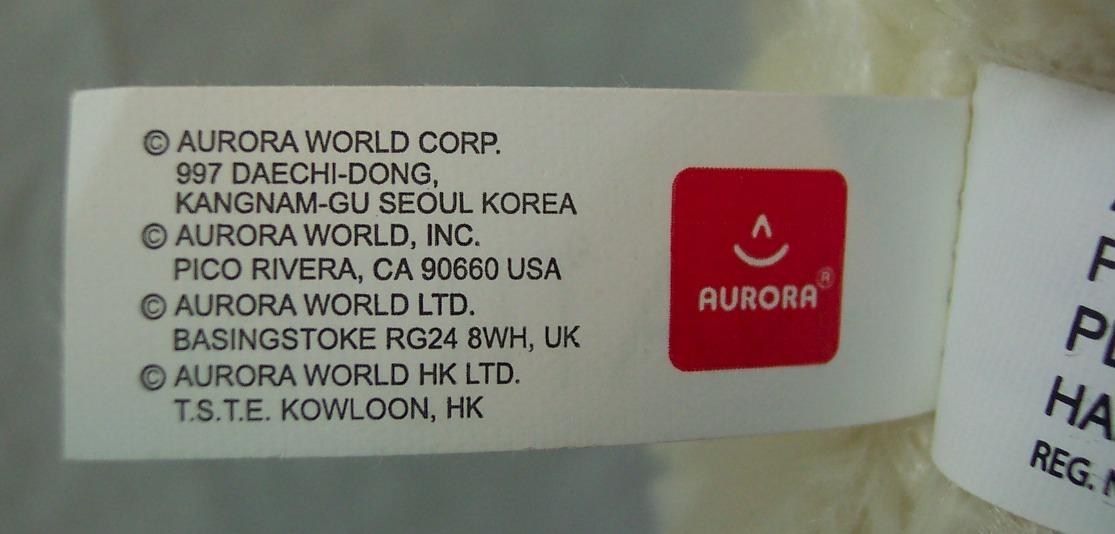 © AURORA WORLD CORP.
997 DAECHI-DONG,
KANGNAM-GU SEOUL KOREA
© AURORA WORLD, INC.
PICO RIVERA, CA 90660 USA
© AURORA WORLD LTD.
BASINGSTOKE RG24 8WH, UK
© AURORA WORLD HK LTD.
T.S.T.E. KOWLOON, HK
AURORA®
REG.